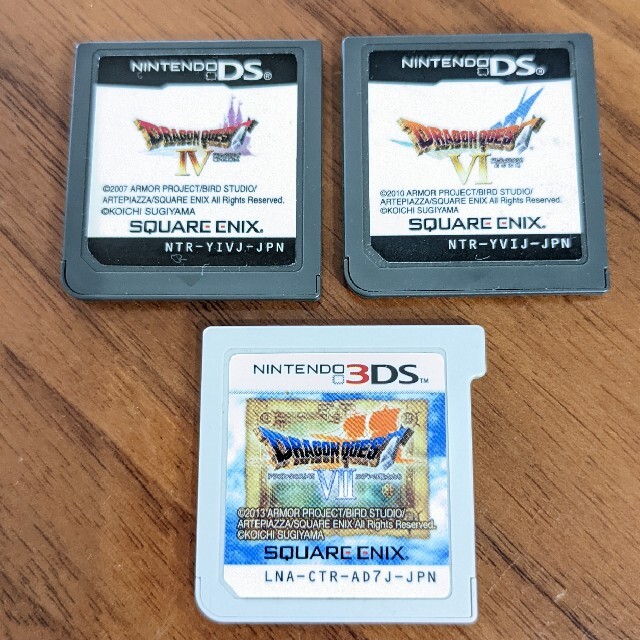 NINTENDO DS®
DRAGON QUEST
IV
©2007 ARMOR PROJECT/BIRD STUDIO/
ARTEPIAZZA/SQUARE ENIX All Rights Reserved.
©KOICHI SUGIYAMA
SQUARE ENIX.
NTR-YIVJ-JPN
NINTENDO DS®
DRAGON QUEST
VI
©2010 ARMOR PROJECT/BIRD STUDIO/
ARTEPIAZZA/SQUARE ENIX All Rights Reserved.
©KOICHI SUGIYAMA
SQUARE ENIX.
NTR-YVIJ-JPN
NINTENDO 3DS™
DRAGON QUEST
VII
©2013 ARMOR PROJECT/BIRD STUDIO/
ARTEPIAZZA/SQUARE ENIX All Rights Reserved.
©KOICHI SUGIYAMA
SQUARE ENIX.
LNA-CTR-AD7J-JPN